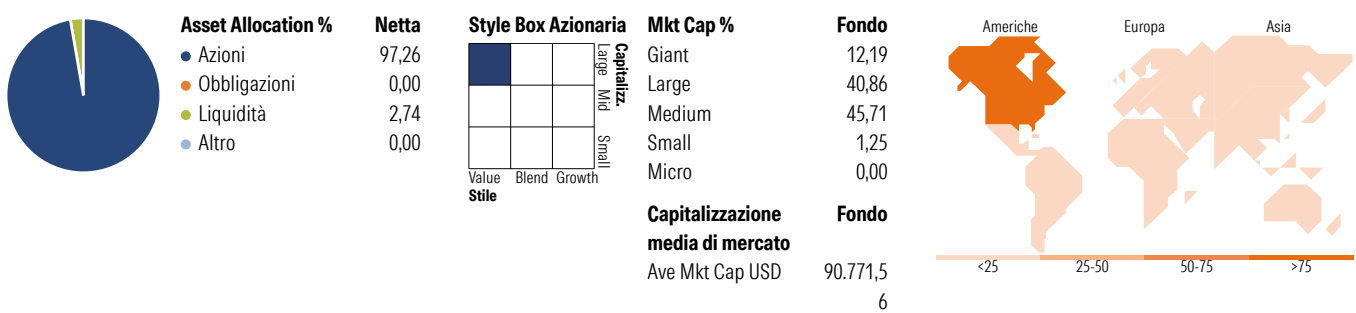 Asset Allocation % Netta
Azioni 97,26
Obbligazioni 0,00
Liquidità 2,74
Altro 0,00
Style Box Azionaria
Capitalizz.
Large Mid Small
Value Blend Growth
Stile
Mkt Cap % Fondo
Giant 12,19
Large 40,86
Medium 45,71
Small 1,25
Micro 0,00
Capitalizzazione Fondo
media di mercato
Ave Mkt Cap USD 90.771,5
6
Americhe Europa Asia
<25 25-50 50-75 >75